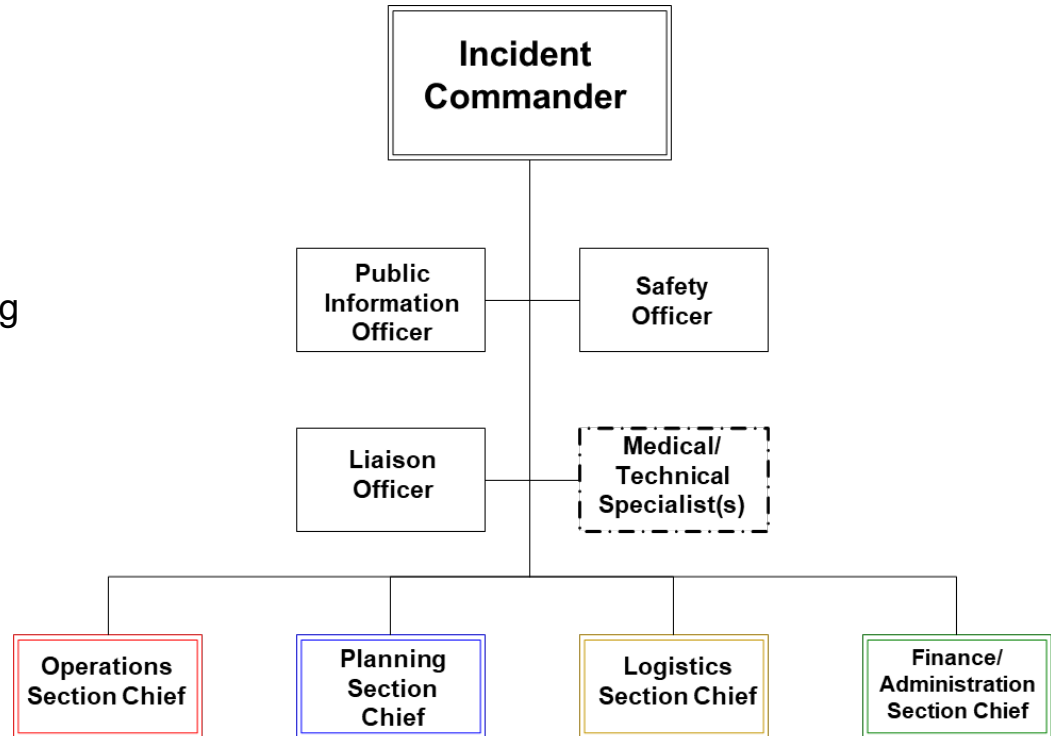 Incident
Commander
Public
Information
Officer
Safety
Officer
g
Liaison
Officer
Medical/
Technical
Specialist(s)
Operations
Section Chief
Planning
Section
Chief
Logistics
Section Chief
Finance/
Administration
Section Chief